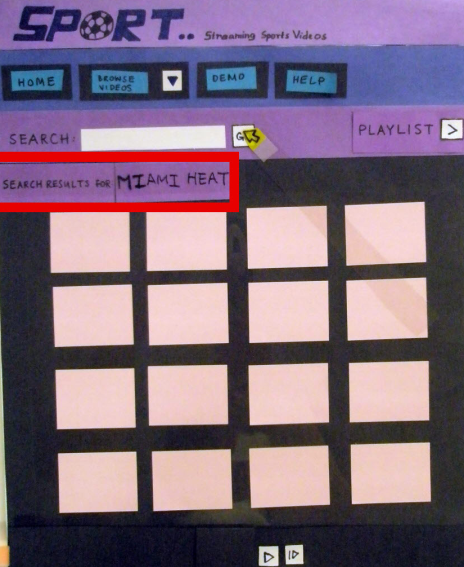 SPORT.. Streaming Sports Videos
HOME
BROWSE
VIDEOS
DEMO
HELP
SEARCH:
GO
PLAYLIST >
SEARCH RESULTS FOR MIAMI HEAT